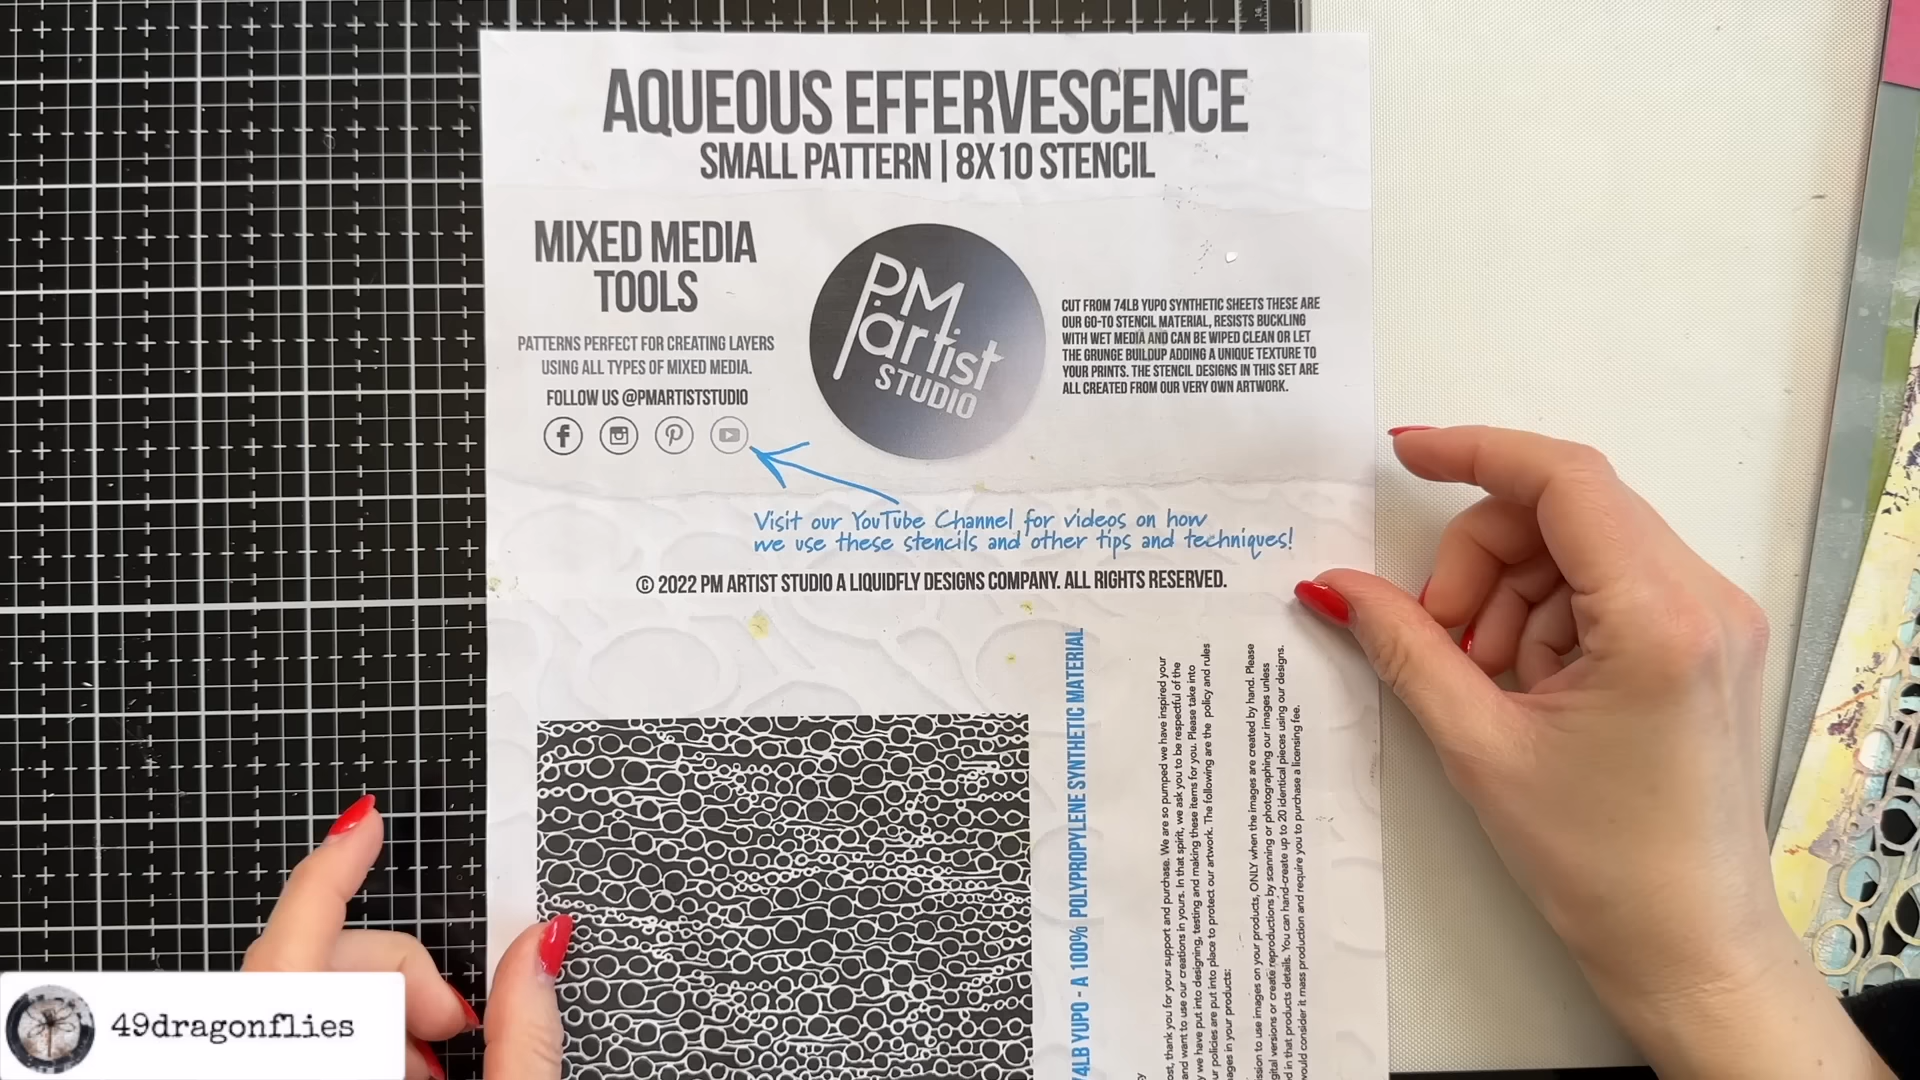 AQUEOUS EFFERVESCENCE
SMALL PATTERN | 8X10 STENCIL
MIXED MEDIA
TOOLS
PATTERNS PERFECT FOR CREATING LAYERS
USING ALL TYPES OF MIXED MEDIA.
FOLLOW US @PMARTISTSTUDIO
P.M.
artist
STUDIO
CUT FROM 74LB YUPO SYNTHETIC SHEETS THESE ARE
OUR GO-TO STENCIL MATERIAL, RESISTS BUCKLING
WITH WET MEDIA AND CAN BE WIPED CLEAN OR LET
THE GRUNGE BUILDUP ADDING A UNIQUE TEXTURE TO
YOUR PRINTS. THE STENCIL DESIGNS IN THIS SET ARE
ALL CREATED FROM OUR VERY OWN ARTWORK.
Visit our YouTube Channel for videos on how
we use these stencils and other tips and techniques!
© 2022 PM ARTIST STUDIO A LIQUIDFLY DESIGNS COMPANY. ALL RIGHTS RESERVED.
74LB YUPO - A 100% POLYPROPYLENE SYNTHETIC MATERIAL
thank you for your support and purchase. We are so pumped we have inspired your
and want to use our creations in yours. In that spirit, we ask you to be respectful of the
we have put into designing, testing and making these items for you. Please take into
policies are put into place to protect our artwork. The following are the policy and rules
in your products:
to use images on your products, ONLY when the images are created by hand. Please
versions or create reproductions by scanning or photographing our images unless
in that products details. You can hand-create up to 20 identical pieces using our designs.
consider it mass production and require you to purchase a licensing fee.
49dragonflies